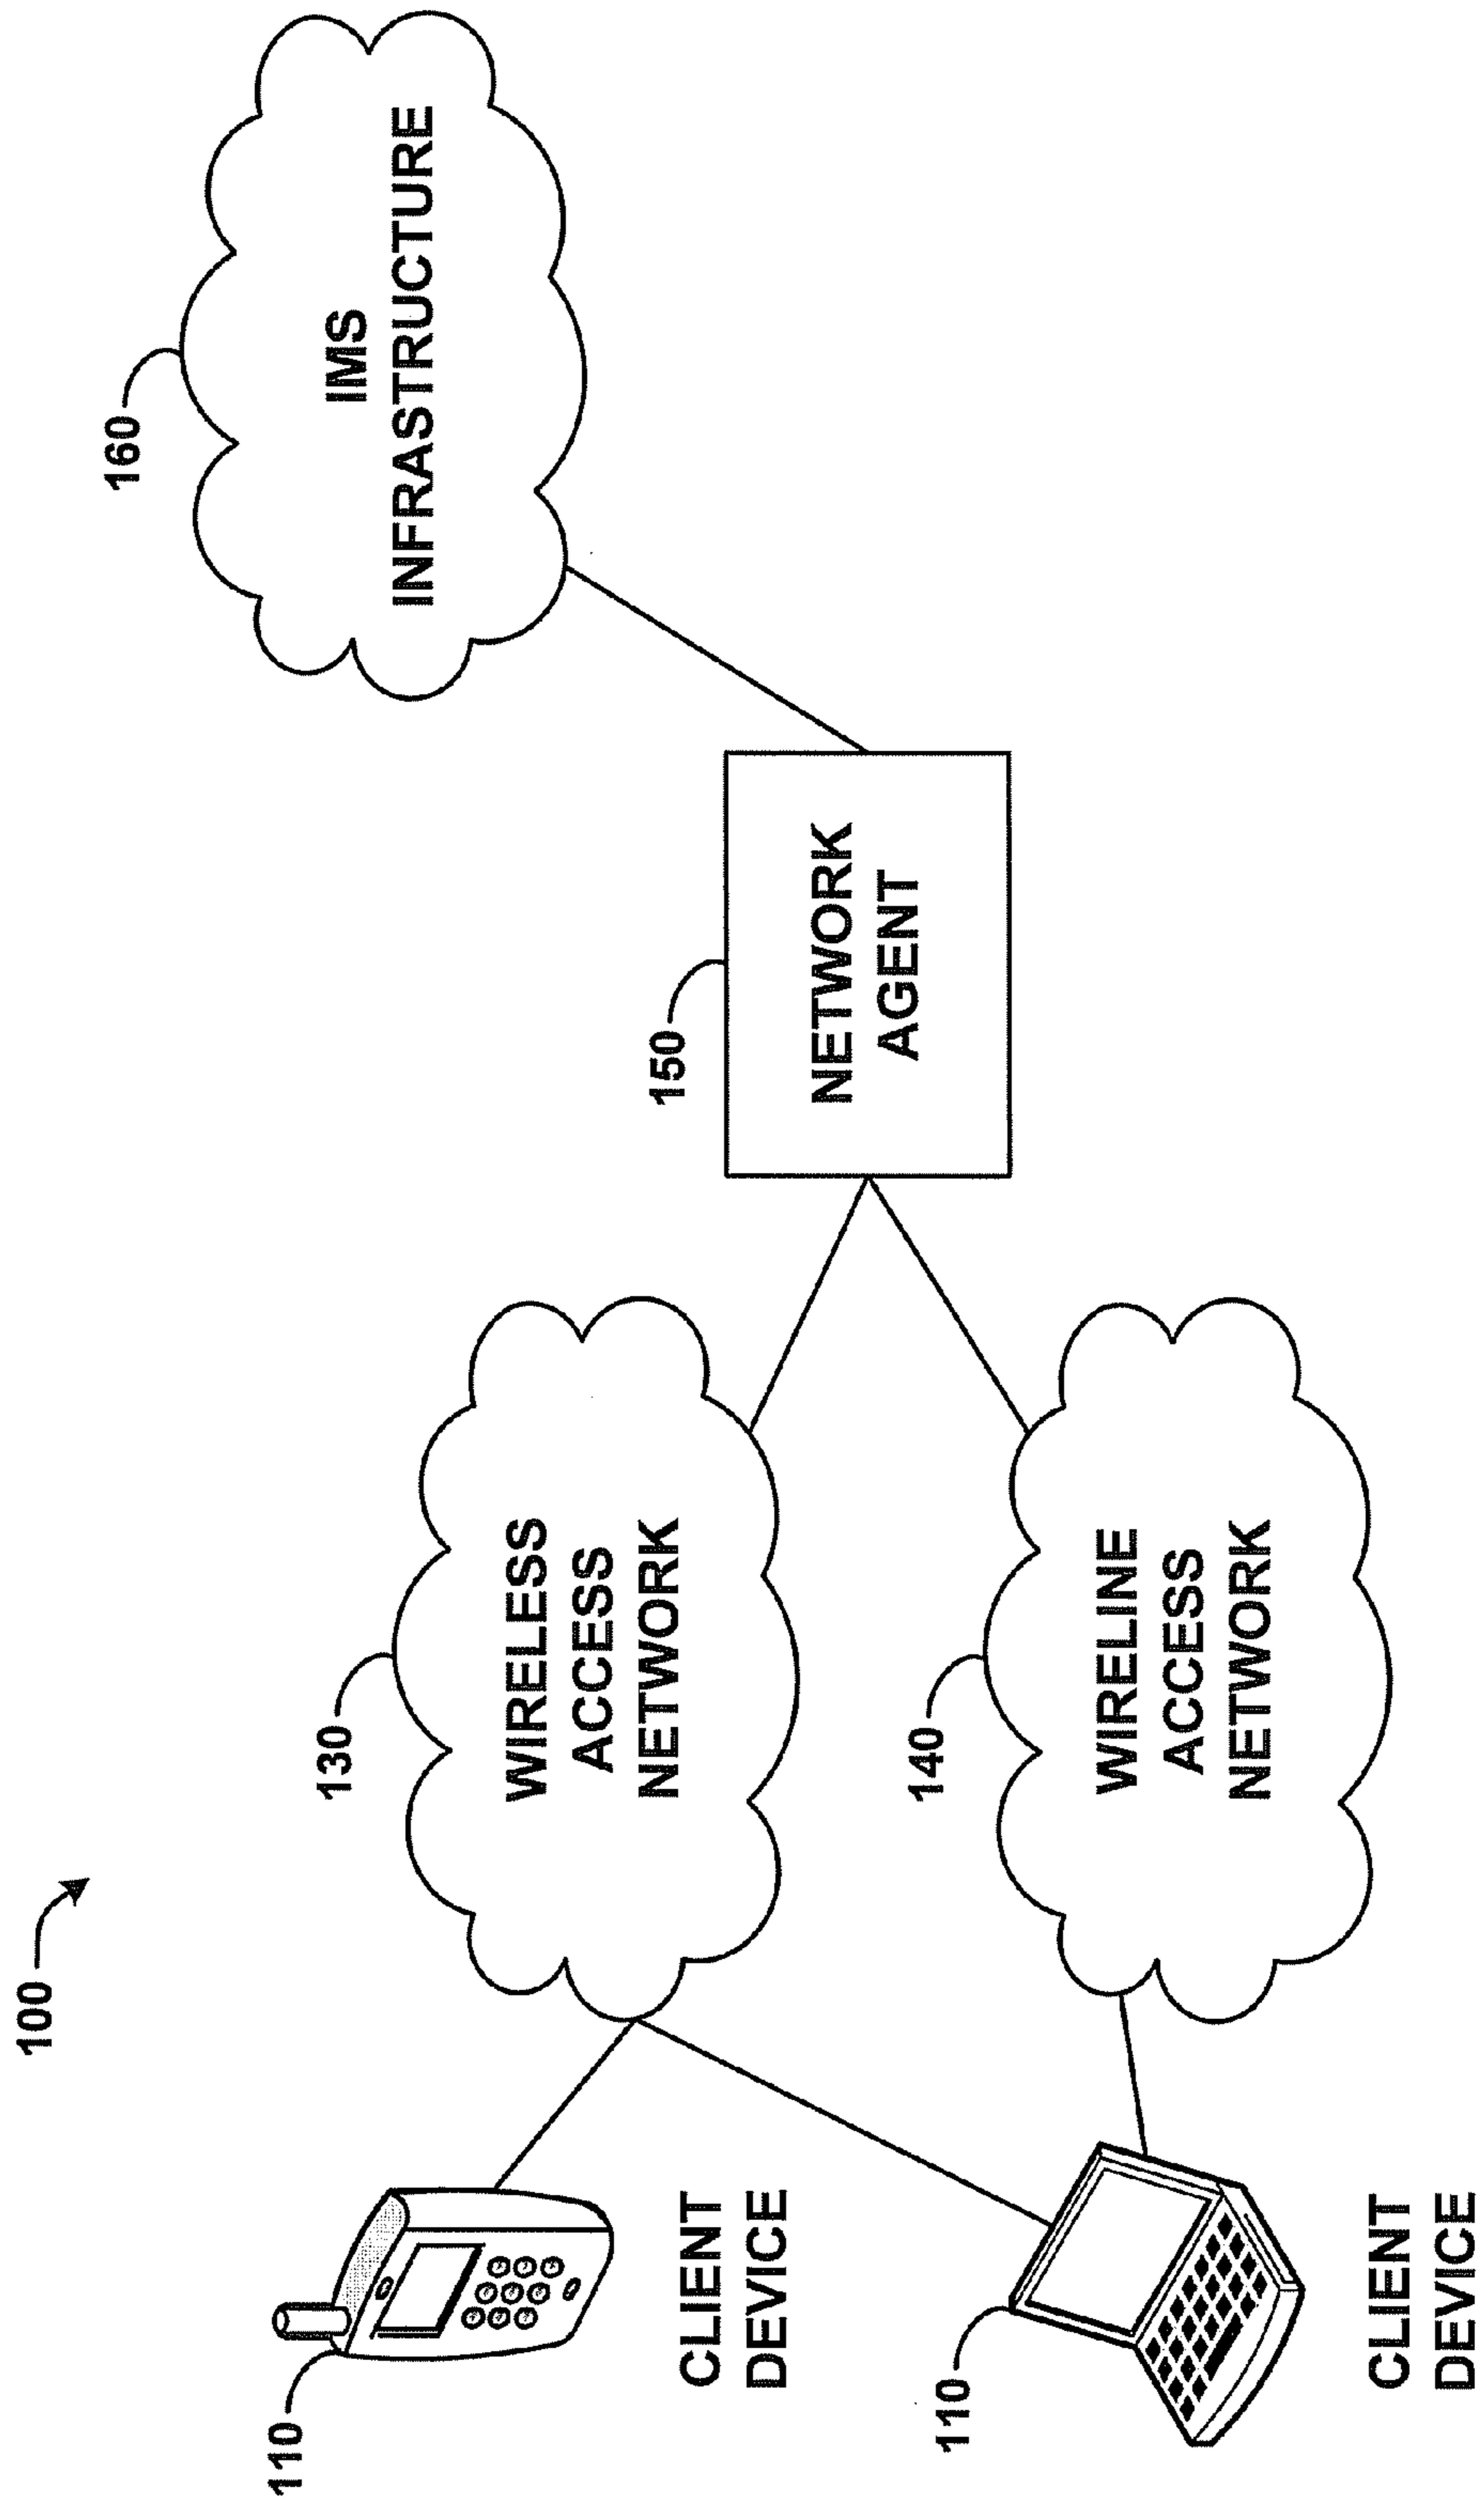 100
110
CLIENT
DEVICE
130
WIRELESS
ACCESS
NETWORK
160
IMS
INFRASTRUCTURE
150
NETWORK
AGENT
110
CLIENT
DEVICE
140
WIRELINE
ACCESS
NETWORK